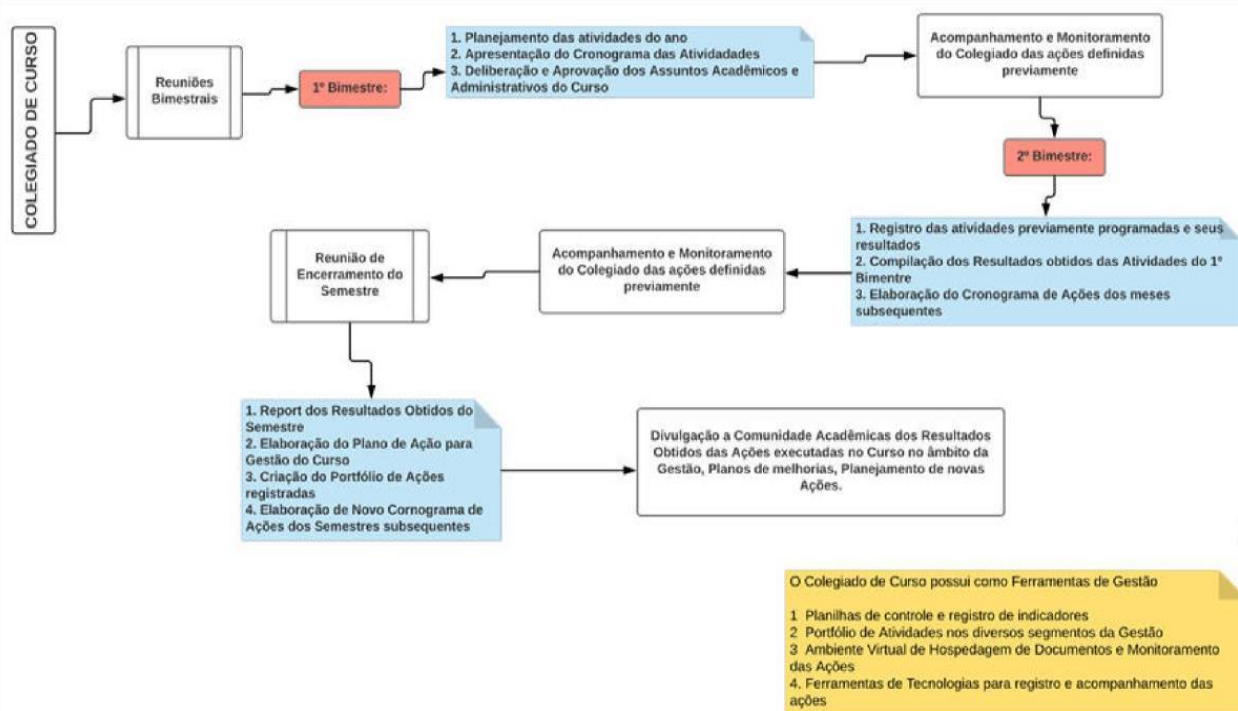 COLEGIADO DE CURSO
Reuniões
Bimestrais
1º Bimestre:
1. Planejamento das atividades do ano
2. Apresentação do Cronograma das Atividadades
3. Deliberação e Aprovação dos Assuntos Acadêmicos e
Administrativos do Curso
Acompanhamento e Monitoramento
do Colegiado das ações definidas
previamente
2º Bimestre:
1. Registro das atividades previamente programadas e seus
resultados
2. Compilação dos Resultados obtidos das Atividades do 1º
Bimentre
3. Elaboração do Cronograma de Ações dos meses
subsequentes
Acompanhamento e Monitoramento
do Colegiado das ações definidas
previamente
Reunião de
Encerramento do
Semestre
1. Report dos Resultados Obtidos do
Semestre
2. Elaboração do Plano de Ação para
Gestão do Curso
3. Criação do Portfólio de Ações
registradas
4. Elaboração de Novo Cornograma de
Ações dos Semestres subsequentes
Divulgação a Comunidade Acadêmicas dos Resultados
Obtidos das Ações executadas no Curso no âmbito da
Gestão, Planos de melhorias, Planejamento de novas
Ações.
O Colegiado de Curso possui como Ferramentas de Gestão
1 Planilhas de controle e registro de indicadores
2 Portfólio de Atividades nos diversos segmentos da Gestão
3 Ambiente Virtual de Hospedagem de Documentos e Monitoramento
das Ações
4. Ferramentas de Tecnologias para registro e acompanhamento das
ações